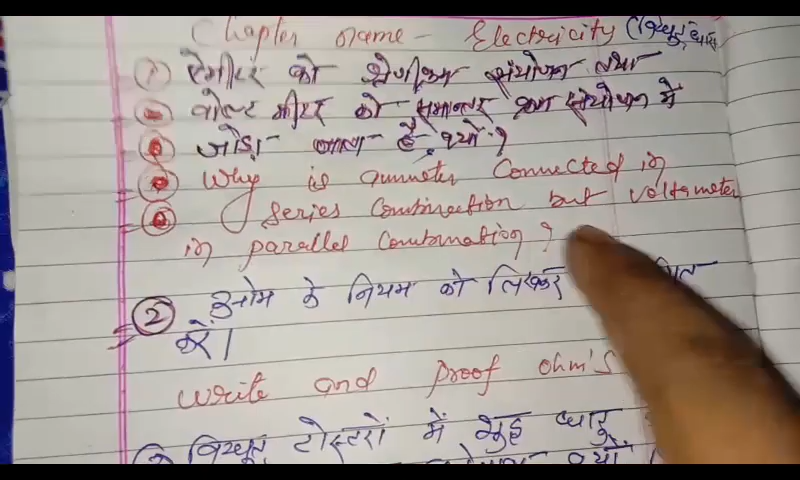 Chapter name - Electricity (विद्युत धारा
1 ऐमीटर को श्रेणीक्रम संयोजन तथा
वोल्ट मीटर को समान्तर क्रम संयोजन में
जोड़ा जाता है, क्यों?
Why is ammeter Connected in
series Combination but voltameter
in parallel Combination?
2 ओम के नियम को लिखकर
करें।
Write and proof ohm's
विद्युत टोस्टरों में शुद्ध धातु
क्यों